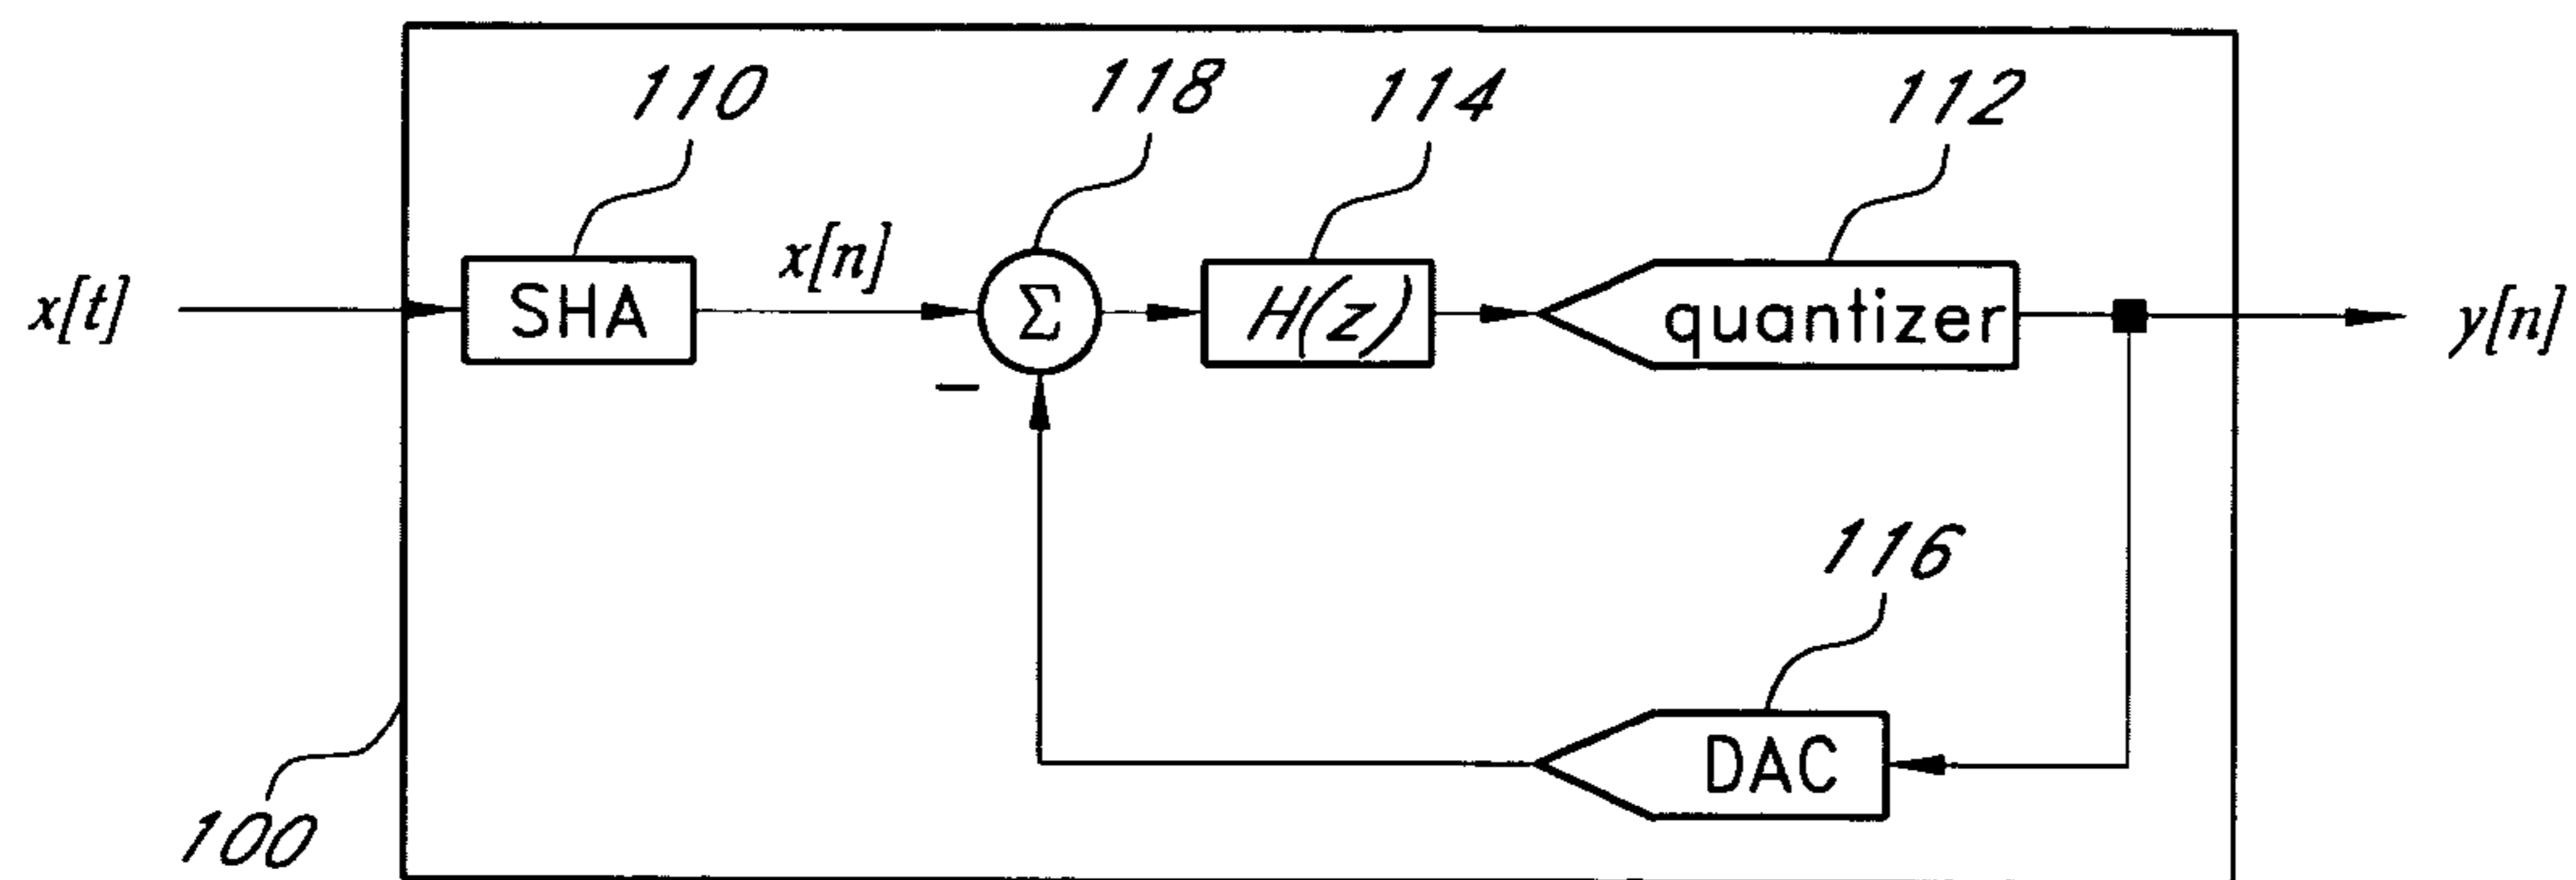 110
118
114
112
x[t]
SHA
x[n]
Σ
H(z)
quantizer
y[n]
−
116
DAC
100